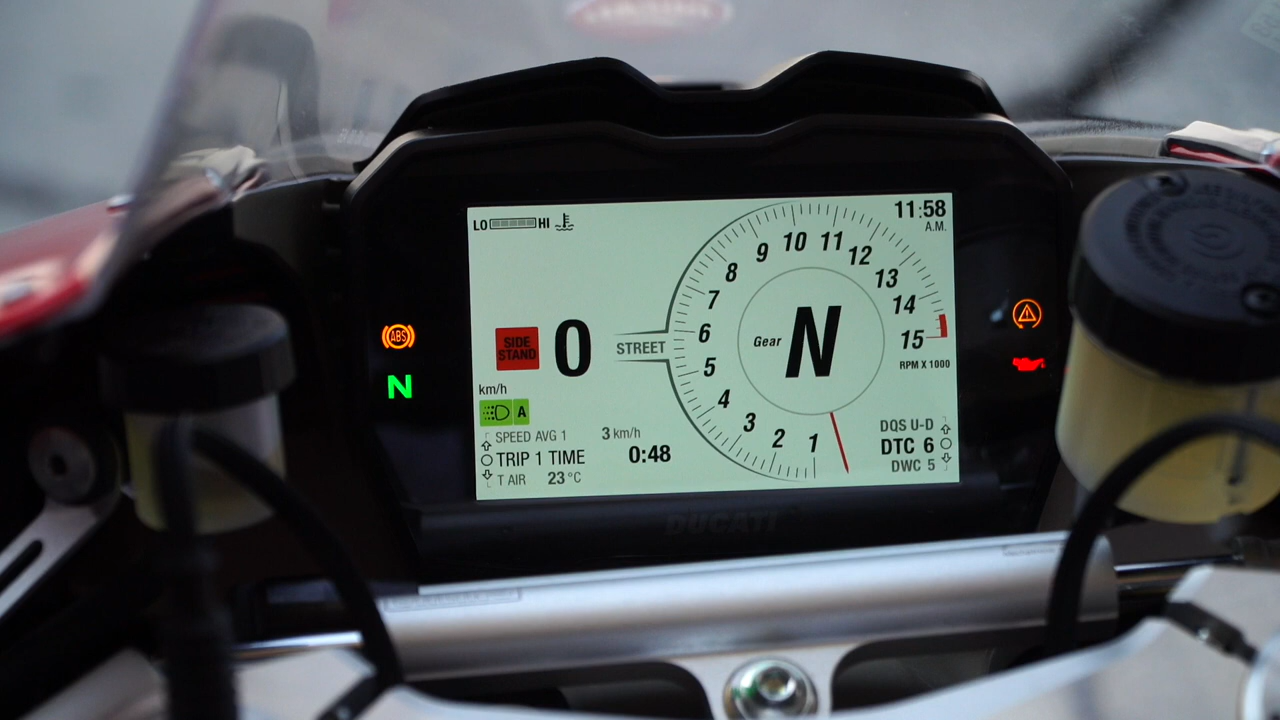 LO HI
11:58
A.M.
SIDE
STAND
0
km/h
STREET
Gear
N
1
2
3
4
5
6
7
8
9
10
11
12
13
14
15
RPM X 1000
ABS
N
A
SPEED AVG 1 3 km/h
TRIP 1 TIME 0:48
T AIR 23 °C
DQS U-D
DTC 6
DWC 5
DUCATI